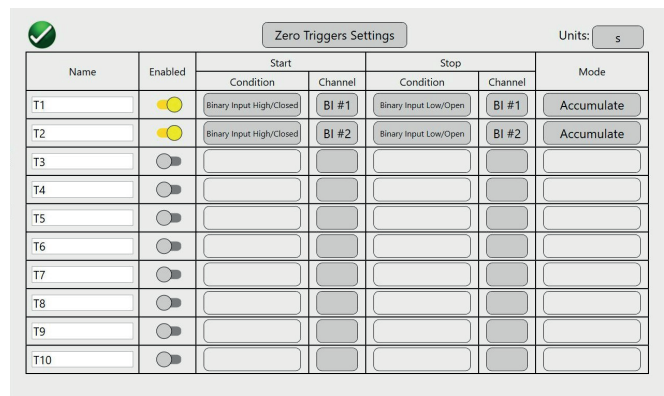 Zero Triggers Settings Units: s
Name Enabled Start Stop Mode
Condition Channel Condition Channel
T1 Binary Input High/Closed BI #1 Binary Input Low/Open BI #1 Accumulate
T2 Binary Input High/Closed BI #2 Binary Input Low/Open BI #2 Accumulate
T3
T4
T5
T6
T7
T8
T9
T10